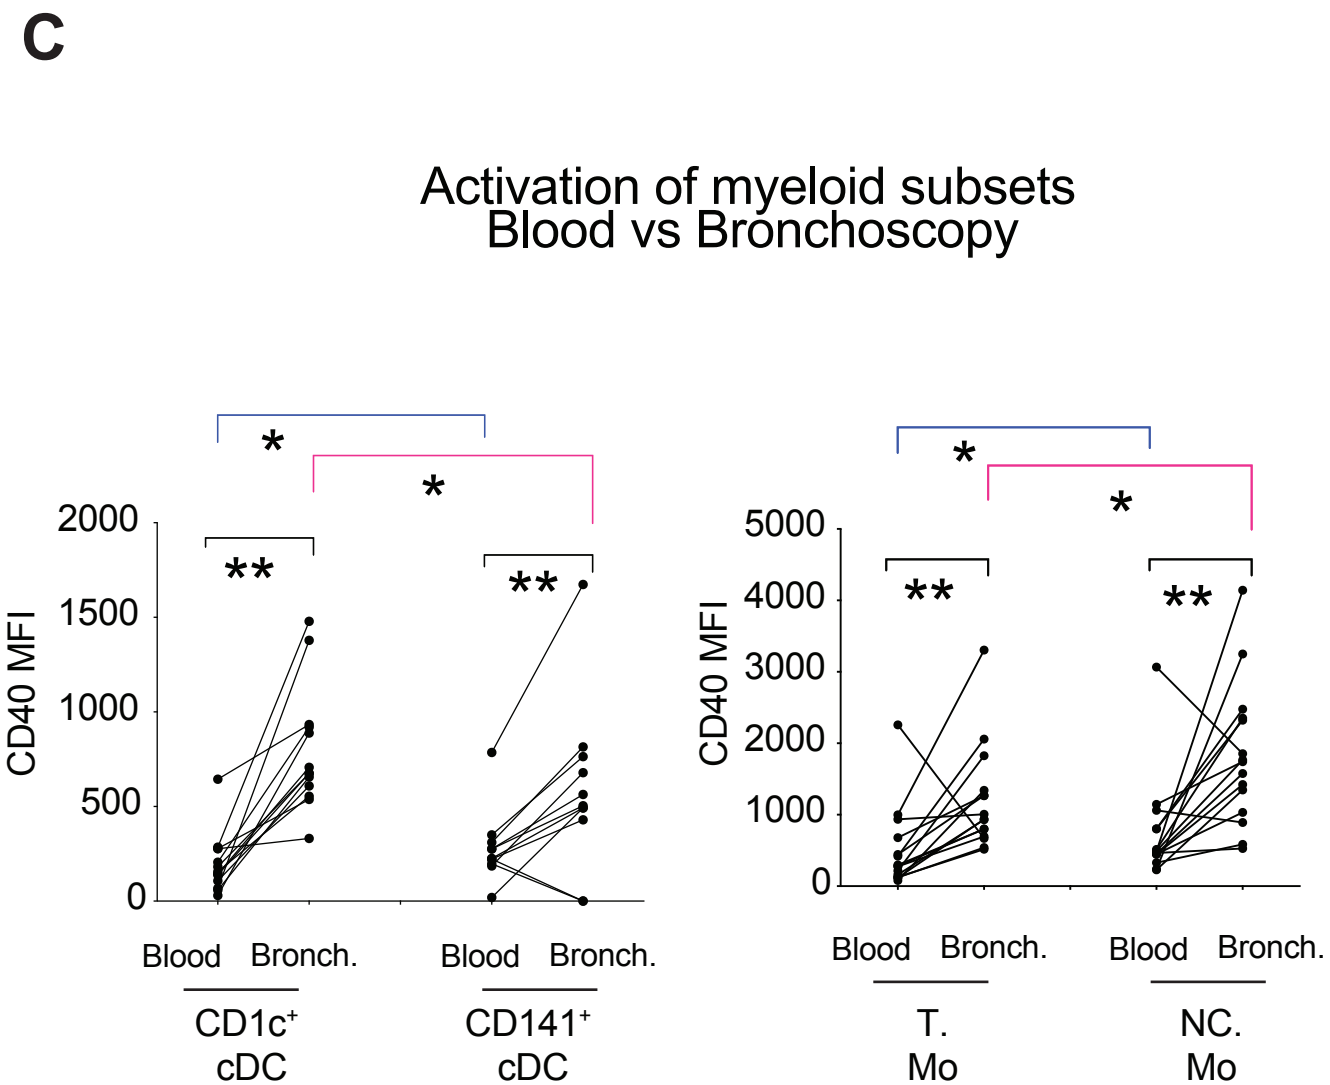 C
Activation of myeloid subsets
Blood vs Bronchoscopy
*
*
2000
1500
1000
500
0
CD40 MFI
**
**
Blood Bronch.
Blood Bronch.
CD1c⁺
cDC
CD141⁺
cDC
*
*
5000
4000
3000
2000
1000
0
CD40 MFI
**
**
Blood Bronch.
Blood Bronch.
T.
Mo
NC.
Mo